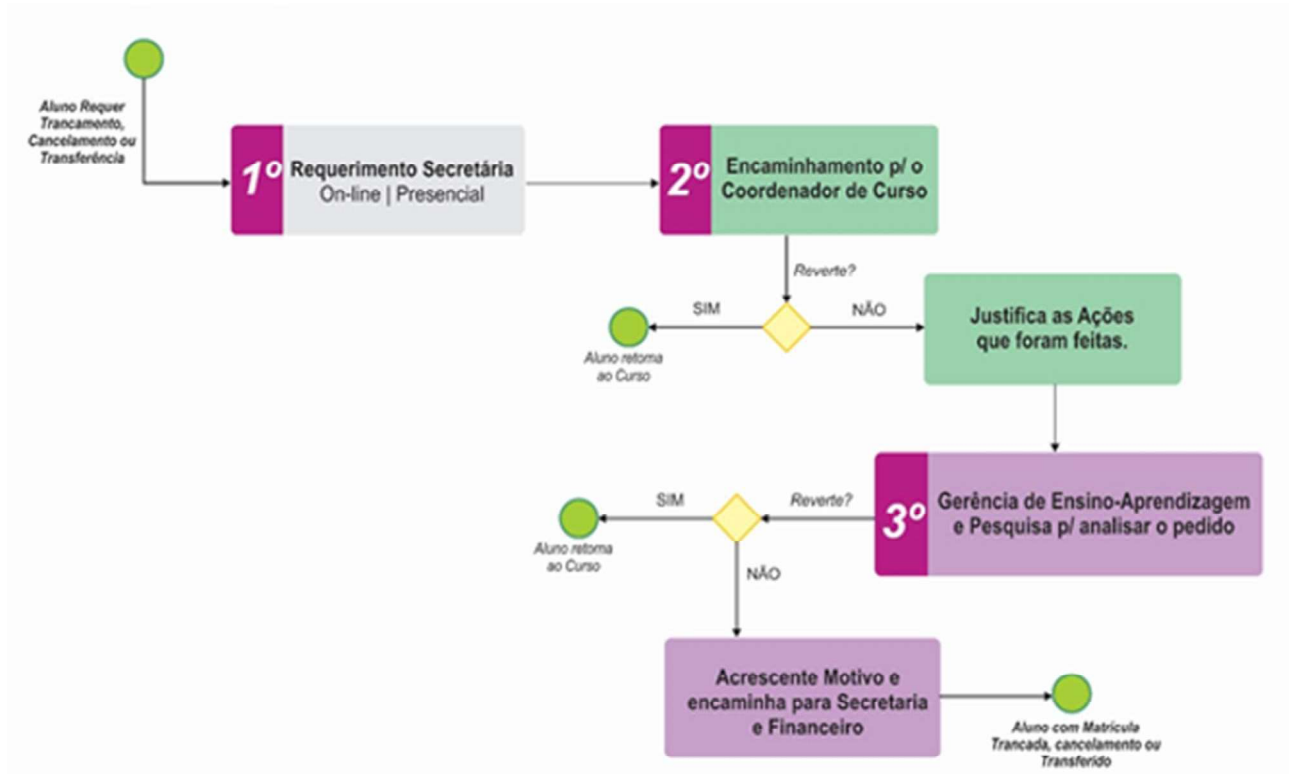 Aluno Requer
Trancamento,
Cancelamento ou
Transferência
1º
Requerimento Secretária
On-line | Presencial
2º
Encaminhamento p/ o
Coordenador de Curso
Reverte?
SIM
NÃO
Aluno retorna
ao Curso
Justifica as Ações
que foram feitas.
3º
Gerência de Ensino-Aprendizagem
e Pesquisa p/ analisar o pedido
Reverte?
SIM
Aluno retorna
ao Curso
NÃO
Acrescente Motivo e
encaminha para Secretaria
e Financeiro
Aluno com Matrícula
Trancada, cancelamento ou
Transferido